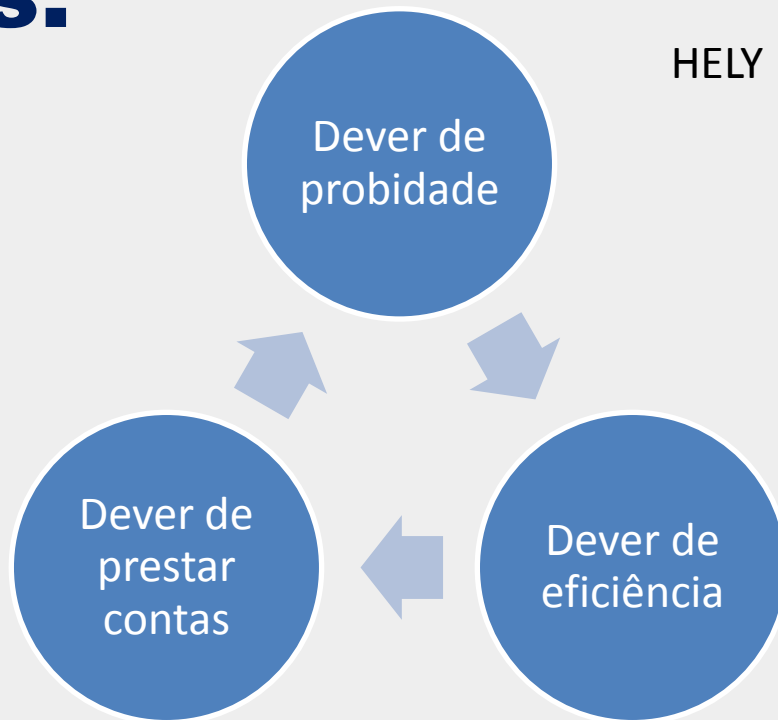 s.
HELY
Dever de
probidade
Dever de
eficiência
Dever de
prestar
contas